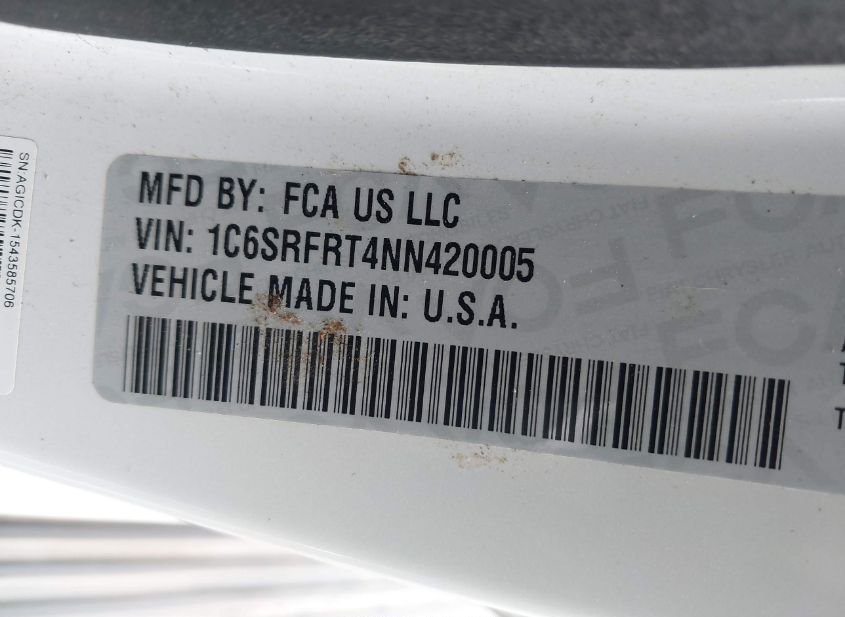 MFD BY: FCA US LLC
VIN: 1C6SRFRT4NN420005
VEHICLE MADE IN: U.S.A.
SN:AGICDK-1543585706